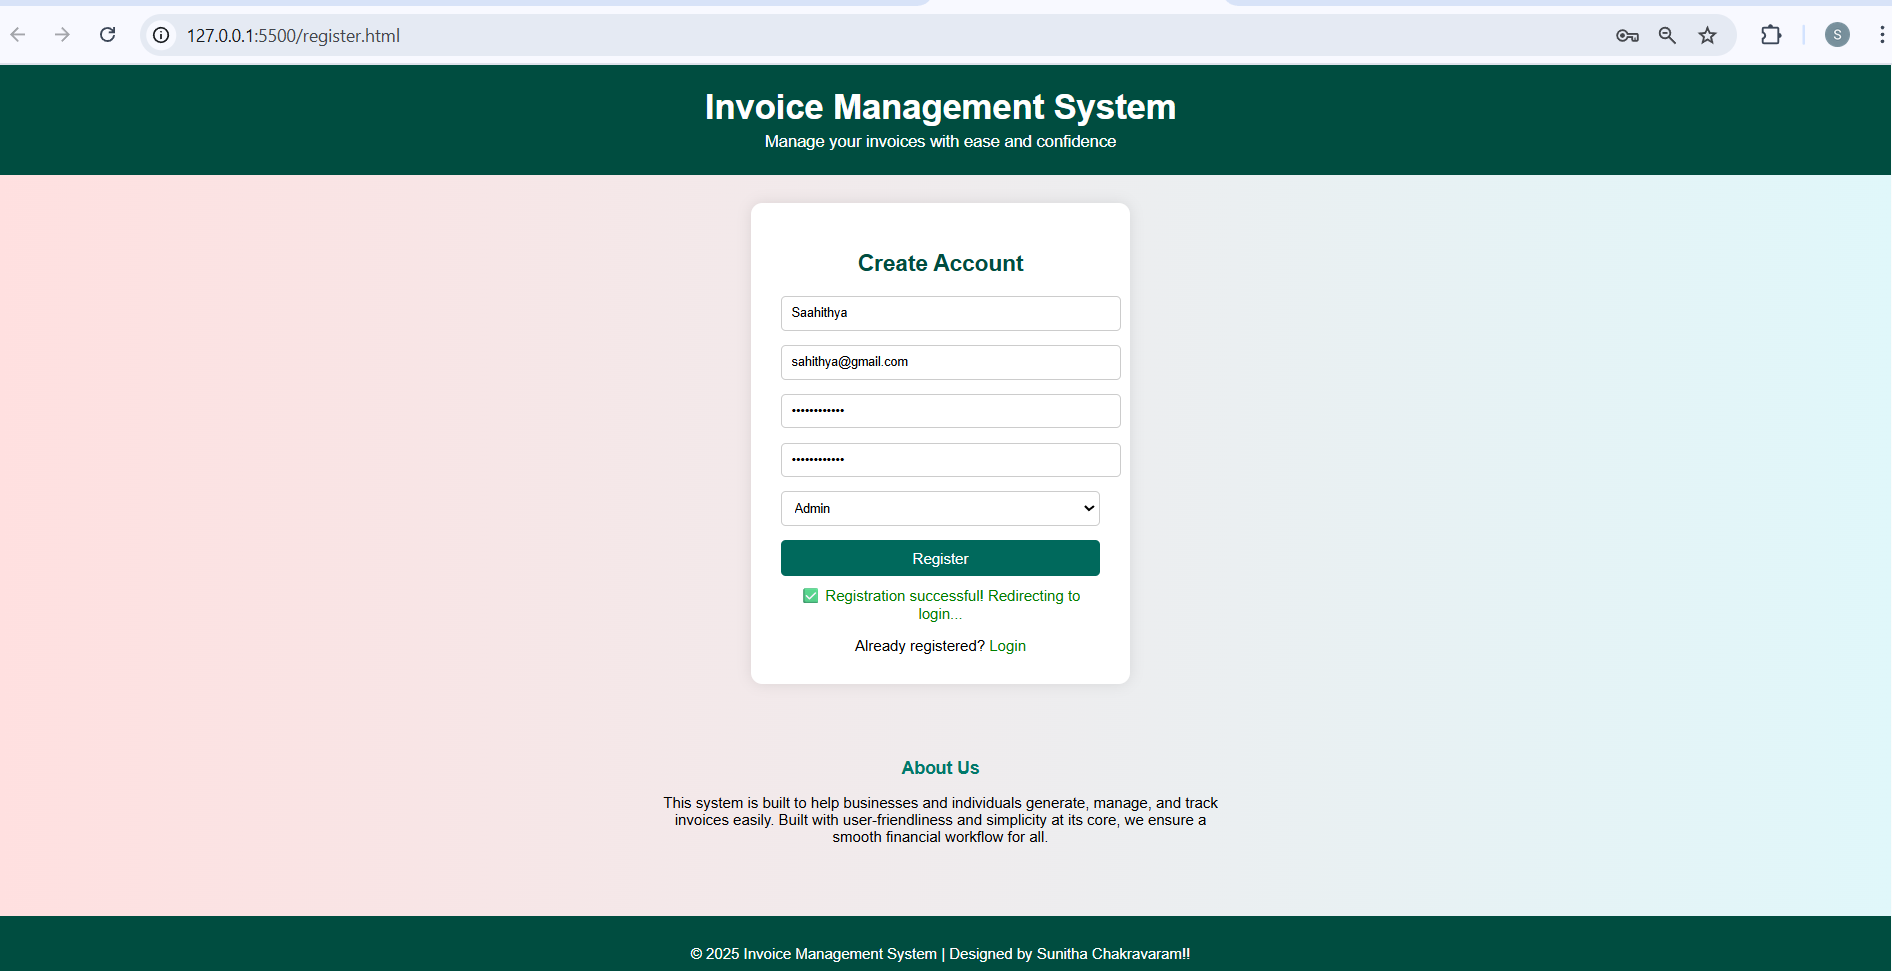 127.0.0.1:5500/register.html
S
Invoice Management System
Manage your invoices with ease and confidence
Create Account
Saahithya
sahithya@gmail.com
••••••••••••
••••••••••••
Admin
Register
✅ Registration successful! Redirecting to
login...
Already registered? Login
About Us
This system is built to help businesses and individuals generate, manage, and track
invoices easily. Built with user-friendliness and simplicity at its core, we ensure a
smooth financial workflow for all.
© 2025 Invoice Management System | Designed by Sunitha Chakravaram!!